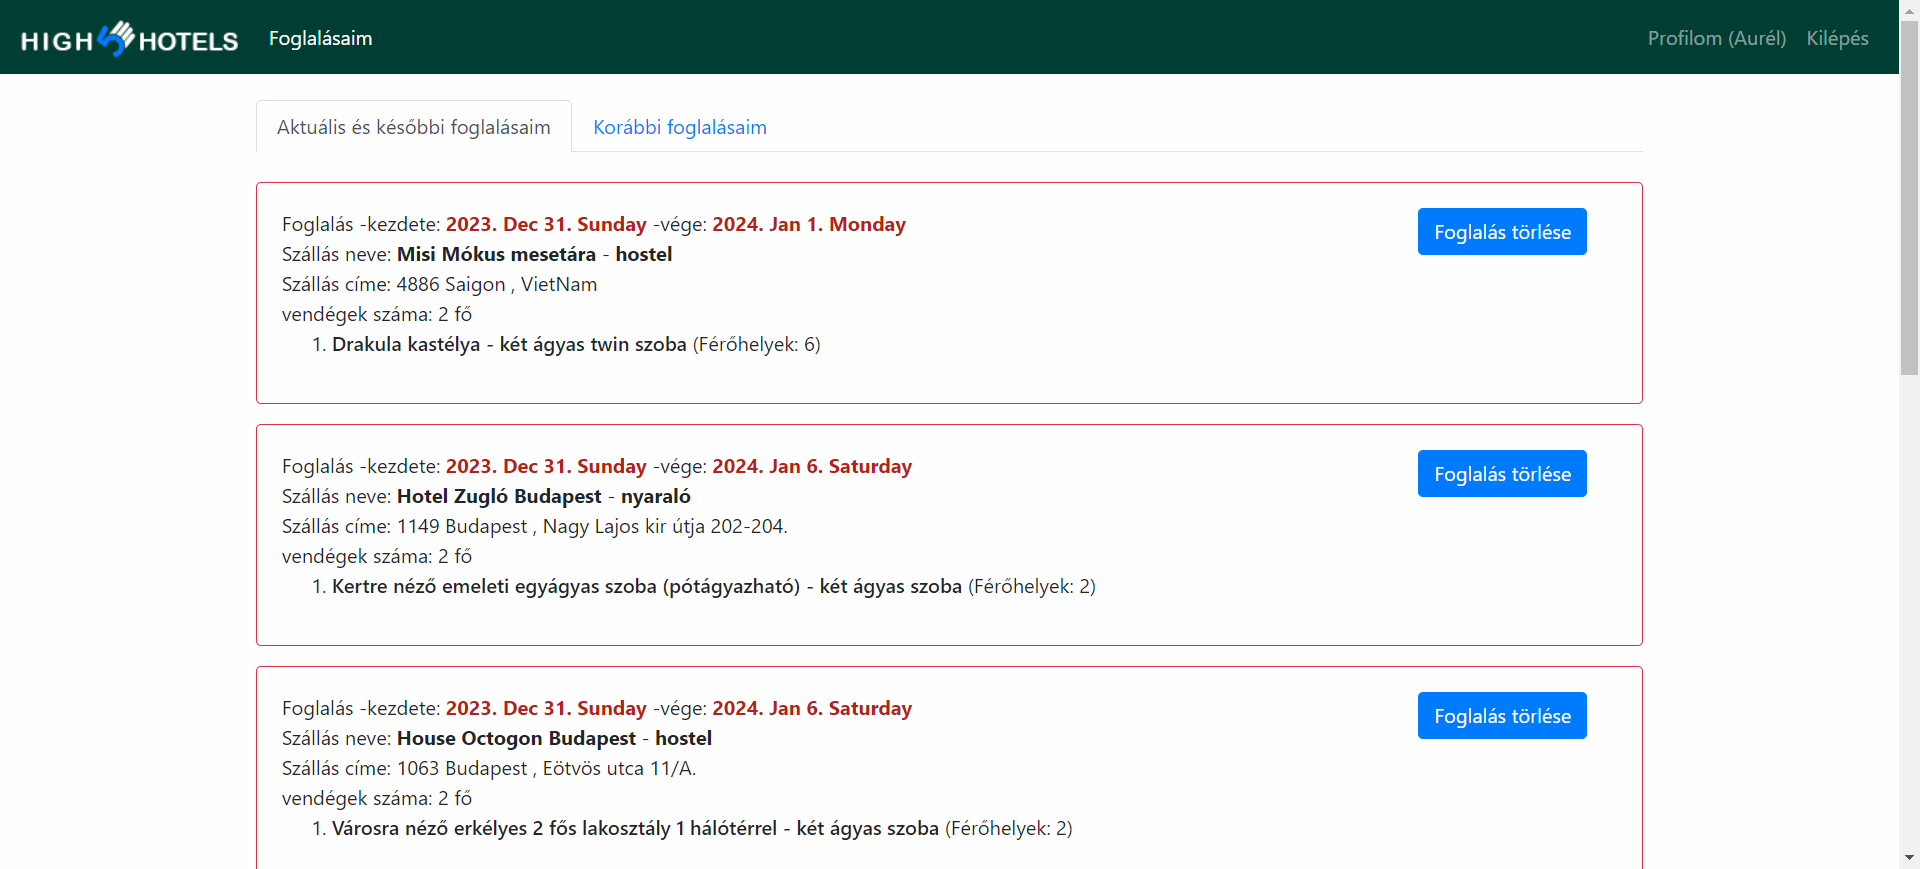 HIGH 5 HOTELS Foglalásaim Profilom (Aurél) Kilépés
Aktuális és későbbi foglalásaim Korábbi foglalásaim
Foglalás -kezdete: 2023. Dec 31. Sunday -vége: 2024. Jan 1. Monday
Foglalás törlése
Szállás neve: Misi Mókus mesetára - hostel
Szállás címe: 4886 Saigon , VietNam
vendégek száma: 2 fő
1. Drakula kastélya - két ágyas twin szoba (Férőhelyek: 6)
Foglalás -kezdete: 2023. Dec 31. Sunday -vége: 2024. Jan 6. Saturday
Foglalás törlése
Szállás neve: Hotel Zugló Budapest - nyaraló
Szállás címe: 1149 Budapest , Nagy Lajos kir útja 202-204.
vendégek száma: 2 fő
1. Kertre néző emeleti egyágyas szoba (pótágyazható) - két ágyas szoba (Férőhelyek: 2)
Foglalás -kezdete: 2023. Dec 31. Sunday -vége: 2024. Jan 6. Saturday
Foglalás törlése
Szállás neve: House Octogon Budapest - hostel
Szállás címe: 1063 Budapest , Eötvös utca 11/A.
vendégek száma: 2 fő
1. Városra néző erkélyes 2 fős lakosztály 1 hálótérrel - két ágyas szoba (Férőhelyek: 2)